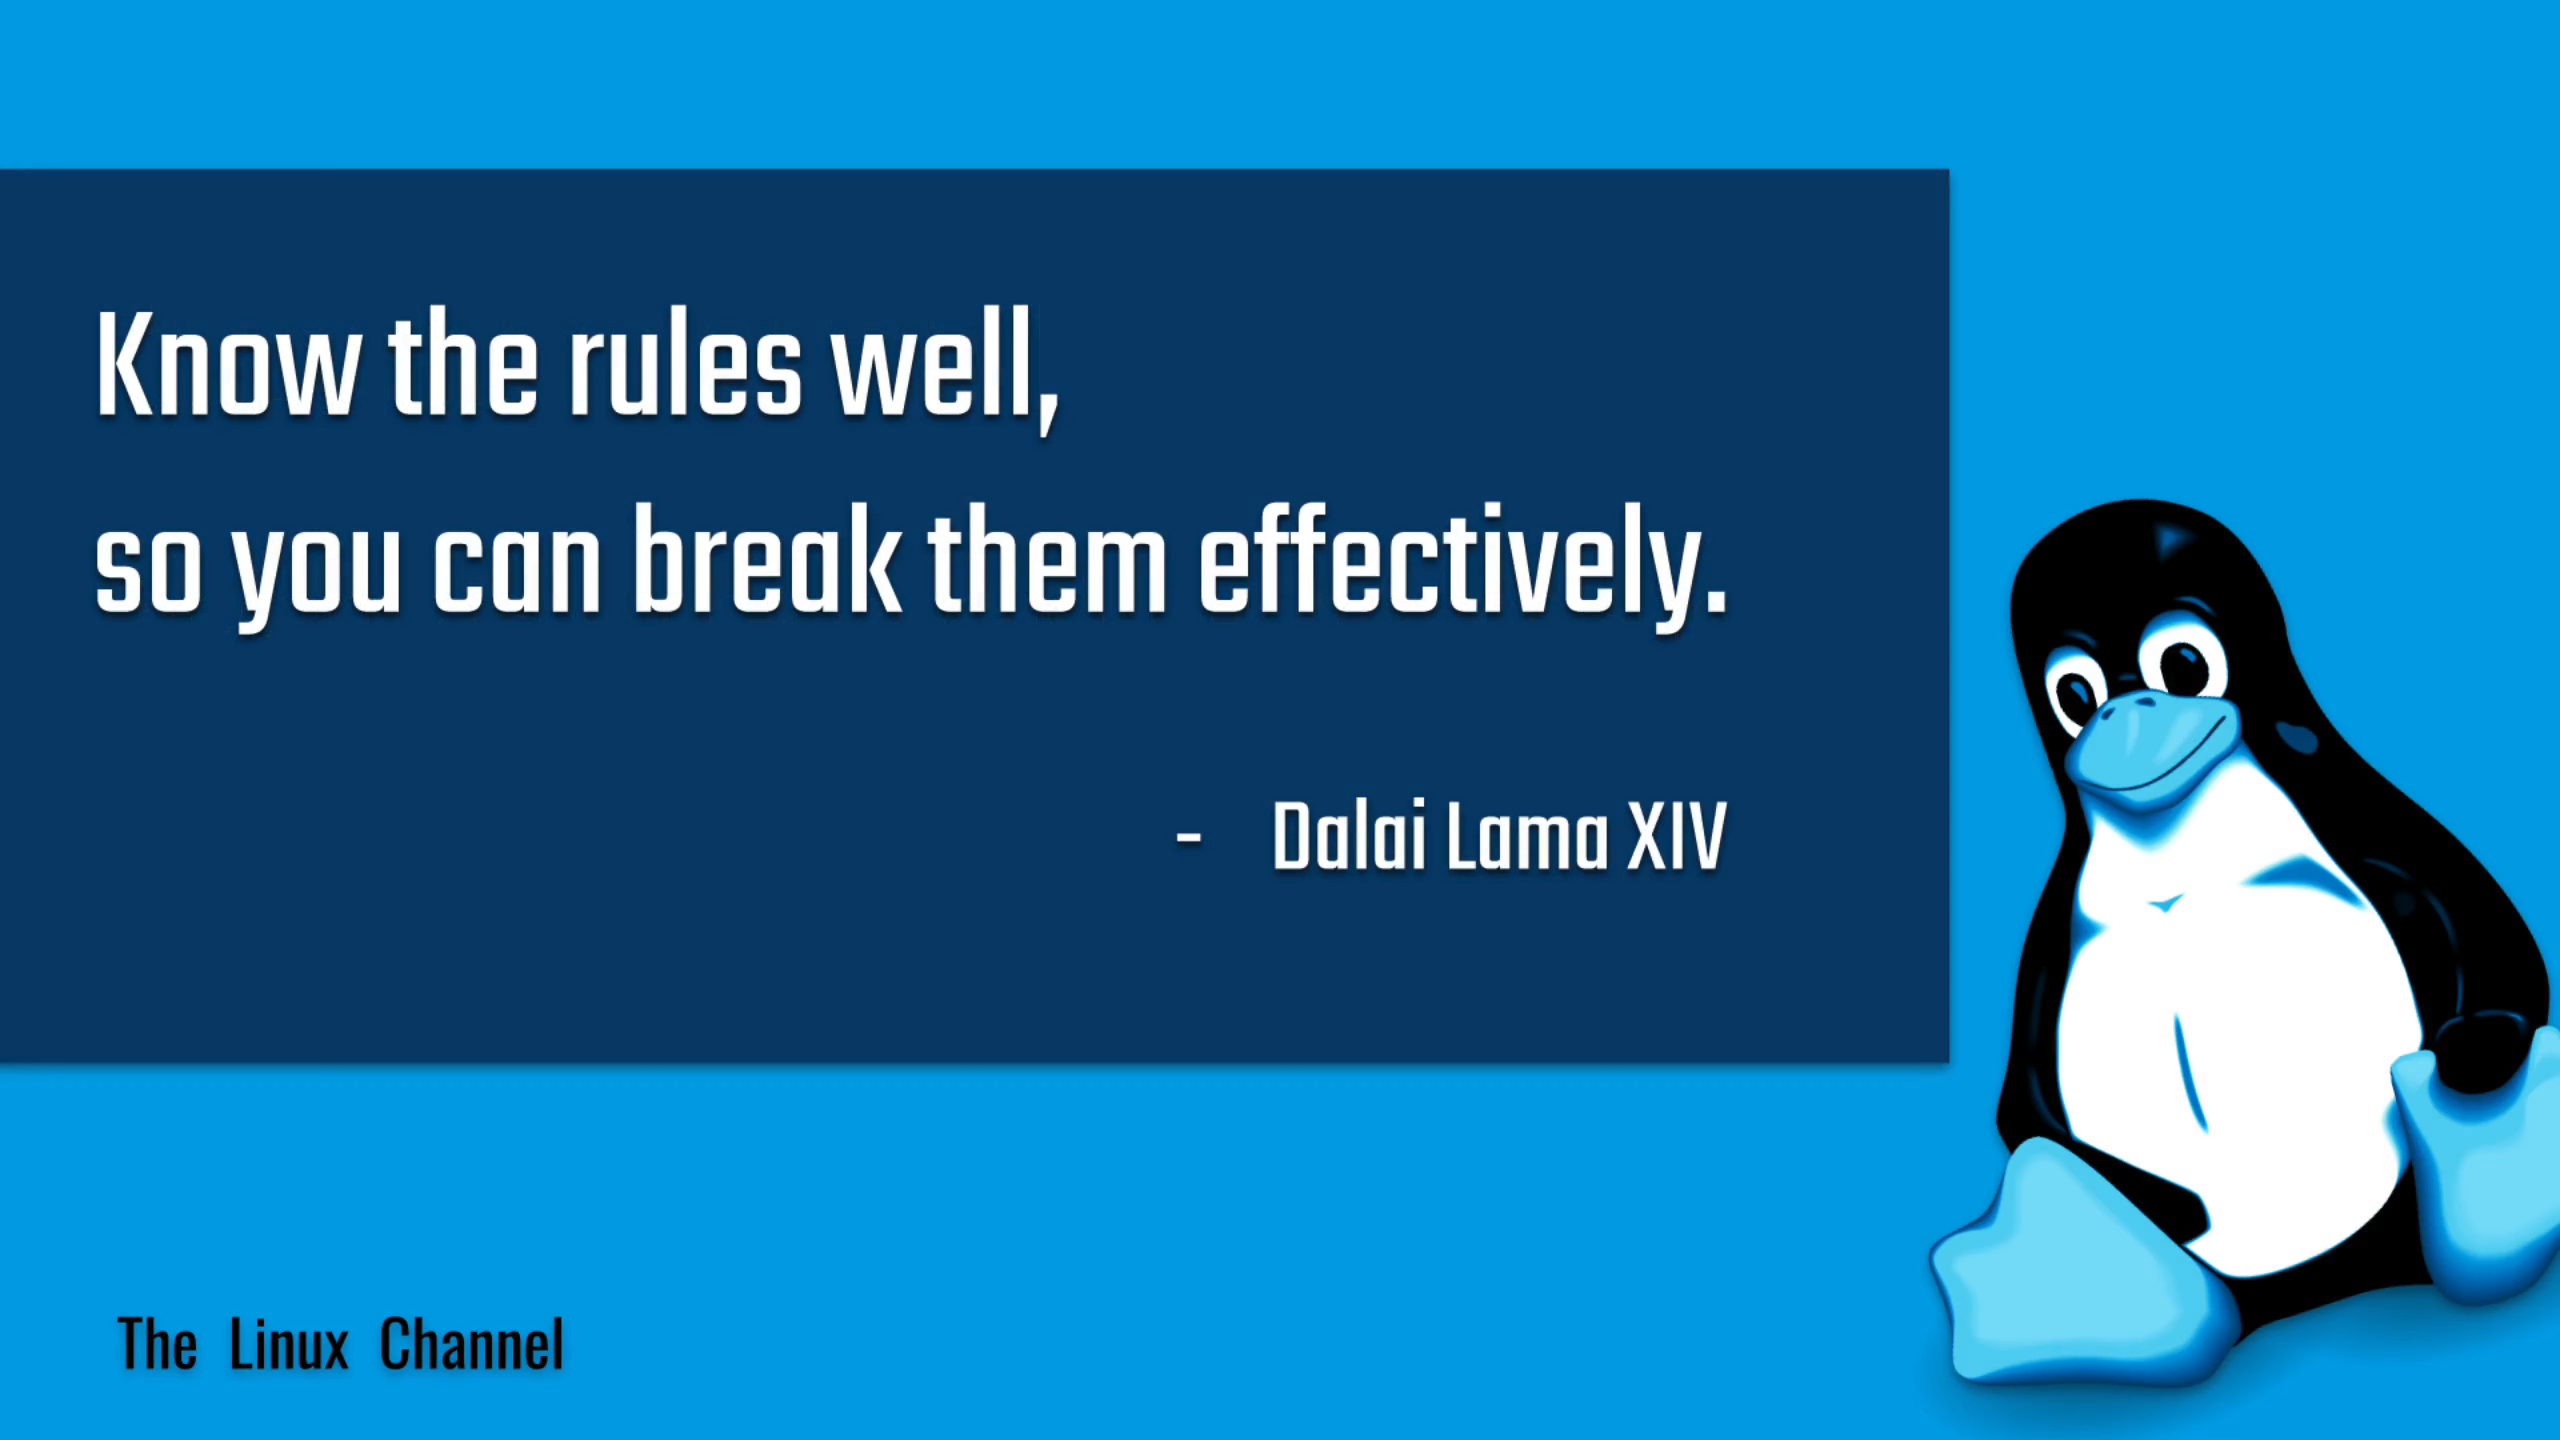 Know the rules well,
so you can break them effectively.
- Dalai Lama XIV
The Linux Channel